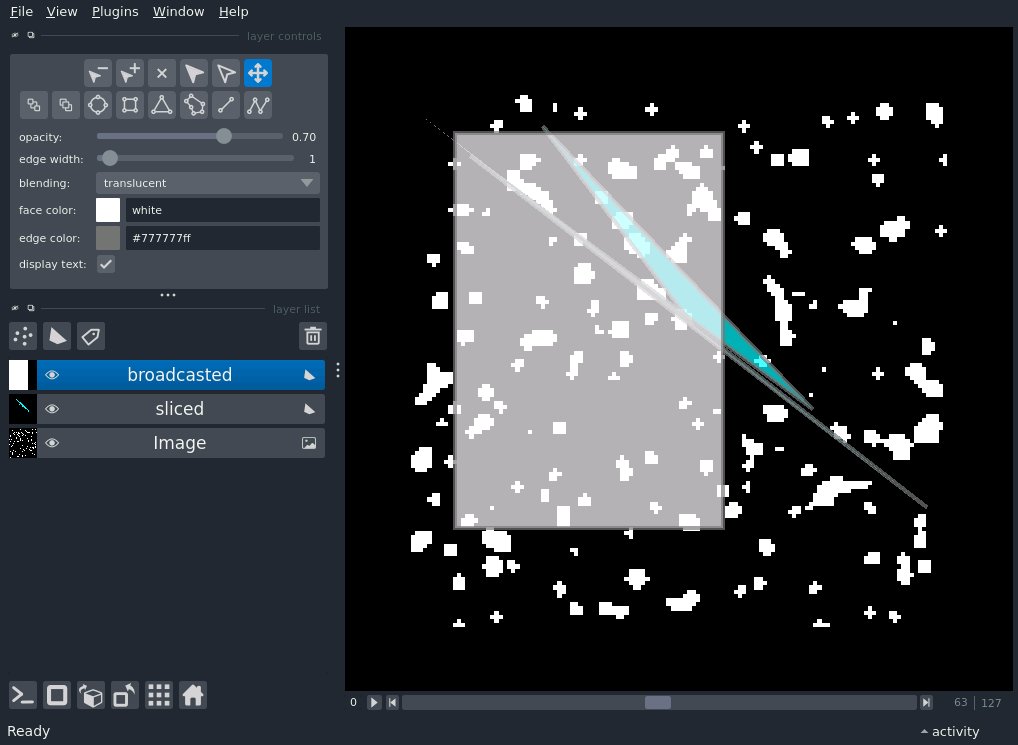 File View Plugins Window Help
layer controls
opacity: 0.70
edge width: 1
blending: translucent
face color: white
edge color: #777777ff
display text:
layer list
broadcasted
sliced
Image
0 63 127
Ready activity